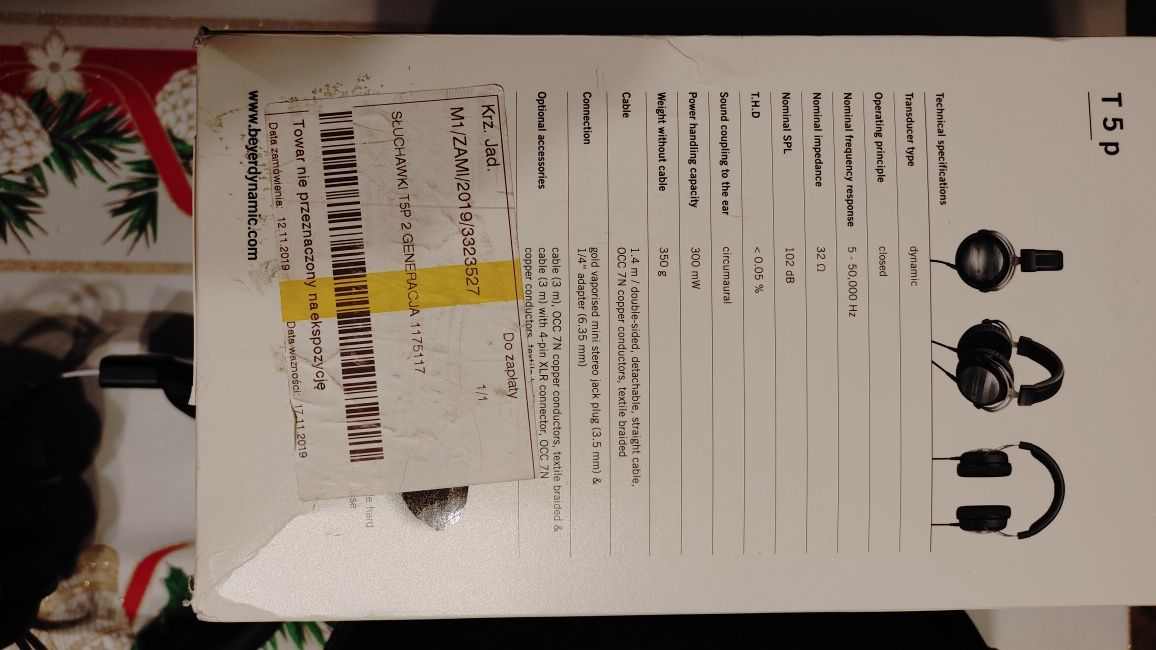 T 5 p
Technical specifications
Transducer type dynamic
Operating principle closed
Nominal frequency response 5 - 50,000 Hz
Nominal impedance 32 Ω
Nominal SPL 102 dB
T.H.D < 0.05 %
Sound coupling to the ear circumaural
Power handling capacity 300 mW
Weight without cable 350 g
Cable 1.4 m / double-sided, detachable, straight cable,
OCC 7N copper conductors, textile braided
Connection gold vaporised mini stereo jack plug (3.5 mm) &
1/4" adapter (6.35 mm)
Optional accessories cable (3 m), OCC 7N copper conductors, textile braided &
cable (3 m) with 4-pin XLR connector, OCC 7N
copper conductors, textile
e hard
se
Krz. Jad. Do zapłaty
M1/ZAMI/2019/3323527 1/1
SŁUCHAWKI T5P 2 GENERACJA 1175117
Towar nie przeznaczony na ekspozycję
Data zamówienia: 12.11.2019 Data ważności: 17.11.2019
www.beyerdynamic.com